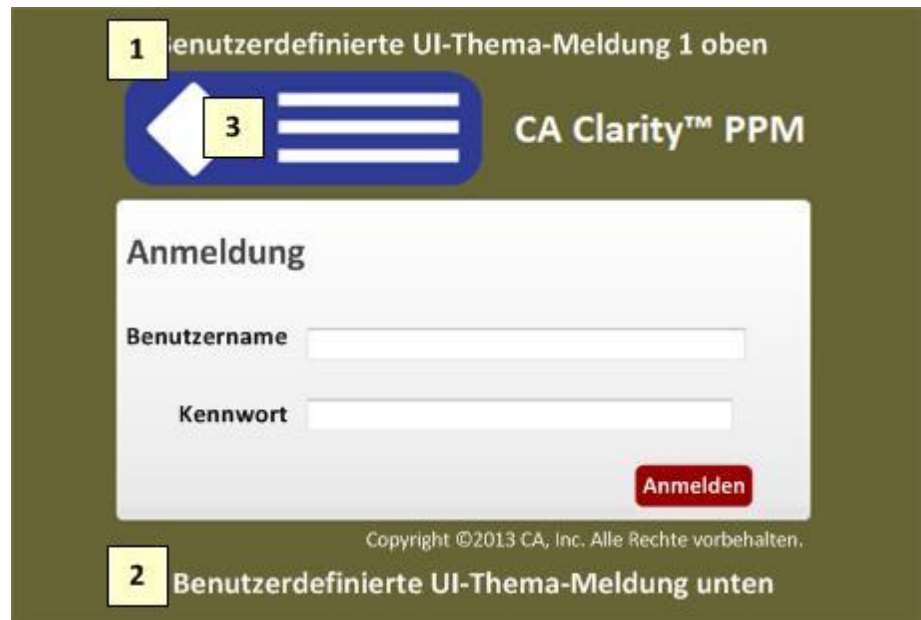 1 Benutzerdefinierte UI-Thema-Meldung 1 oben
3
CA Clarity™ PPM
Anmeldung
Benutzername
Kennwort
Anmelden
Copyright ©2013 CA, Inc. Alle Rechte vorbehalten.
2 Benutzerdefinierte UI-Thema-Meldung unten